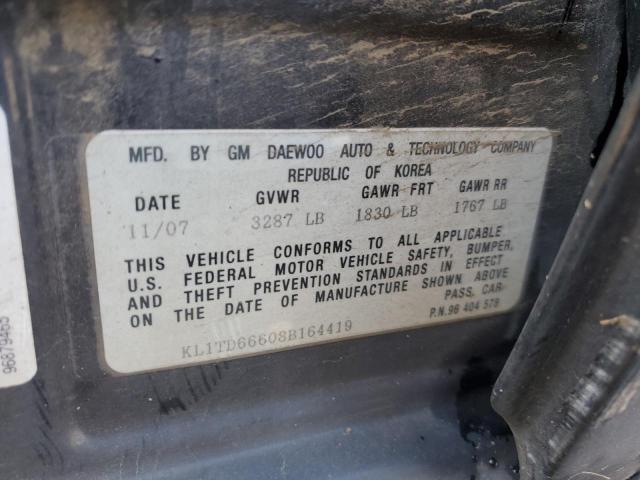 MFD. BY GM DAEWOO AUTO & TECHNOLOGY COMPANY
REPUBLIC OF KOREA
DATE GVWR GAWR FRT GAWR RR
11/07 3287 LB 1830 LB 1767 LB
THIS VEHICLE CONFORMS TO ALL APPLICABLE
U.S. FEDERAL MOTOR VEHICLE SAFETY, BUMPER,
AND THEFT PREVENTION STANDARDS IN EFFECT
ON THE DATE OF MANUFACTURE SHOWN ABOVE
PASS. CAR
P.N.96 404 578
KL1TD66608B164419
96879465